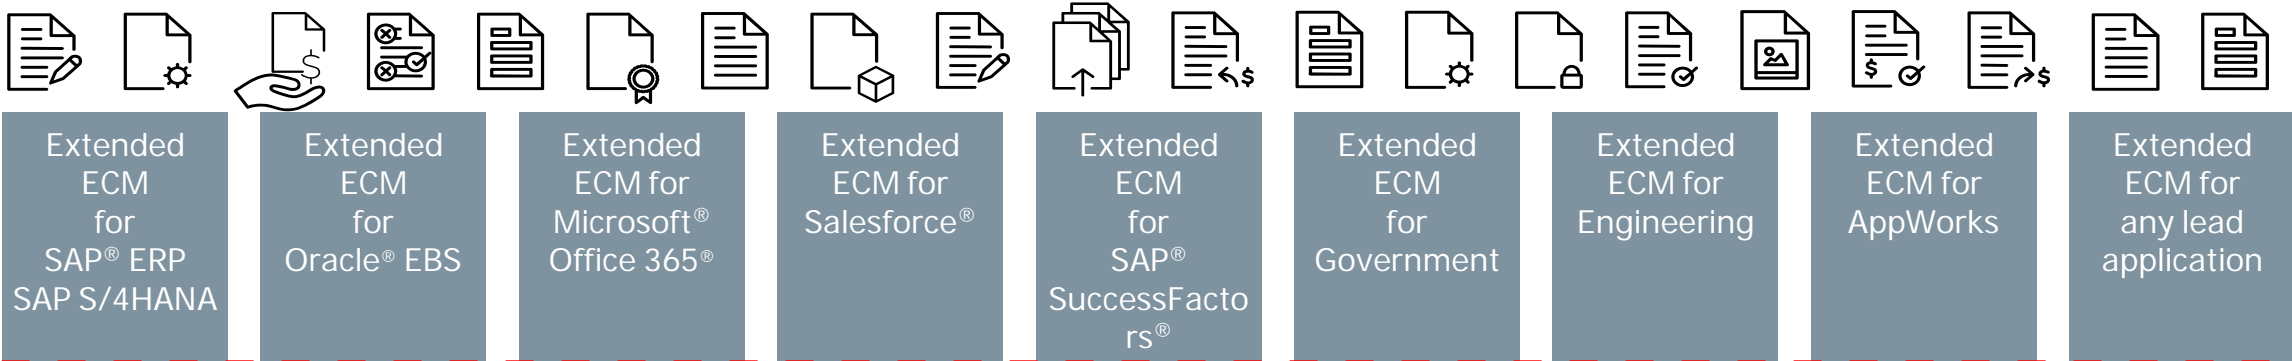 Extended
ECM
for
SAP® ERP
SAP S/4HANA
Extended
ECM
for
Oracle® EBS
Extended
ECM for
Microsoft®
Office 365®
Extended
ECM for
Salesforce®
Extended
ECM
for
SAP®
SuccessFacto
rs®
Extended
ECM
for
Government
Extended
ECM for
Engineering
Extended
ECM for
AppWorks
Extended
ECM for
any lead
application